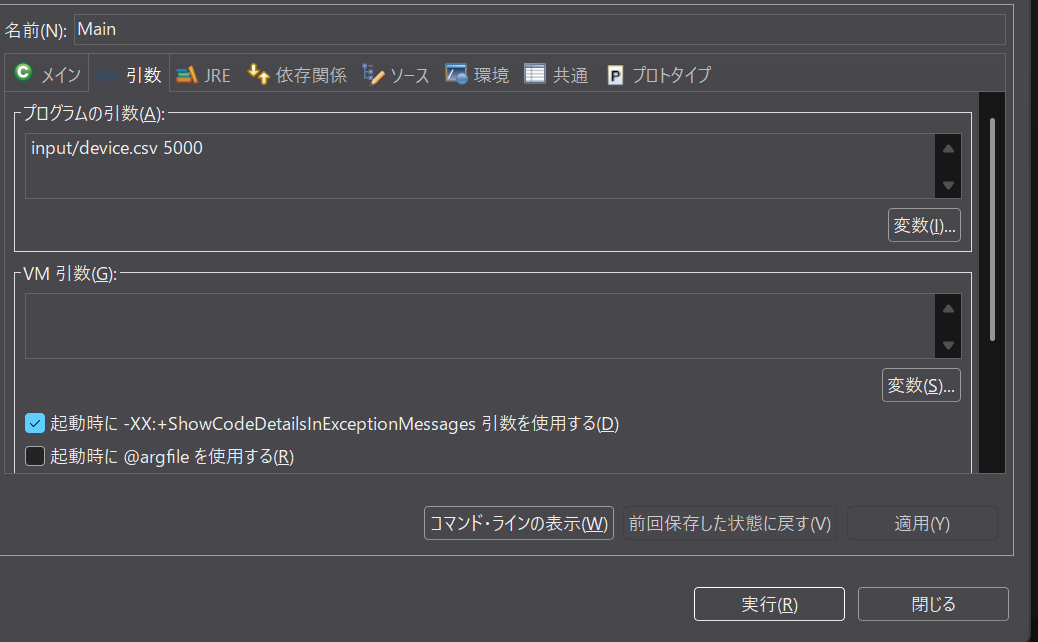 名前(N): Main
メイン 引数 JRE 依存関係 ソース 環境 共通 プロトタイプ
プログラムの引数(A):
input/device.csv 5000
変数(I)...
VM 引数(G):
変数(S)...
起動時に -XX:+ShowCodeDetailsInExceptionMessages 引数を使用する(D)
起動時に @argfile を使用する(R)
コマンド・ラインの表示(W) 前回保存した状態に戻す(V) 適用(Y)
実行(R) 閉じる